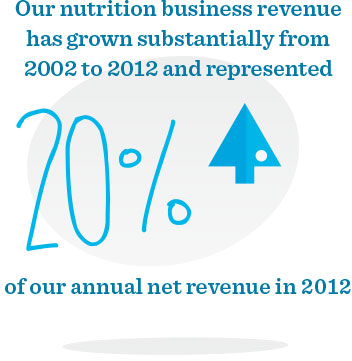 Our nutrition business revenue
has grown substantially from
2002 to 2012 and represented
20%
of our annual net revenue in 2012